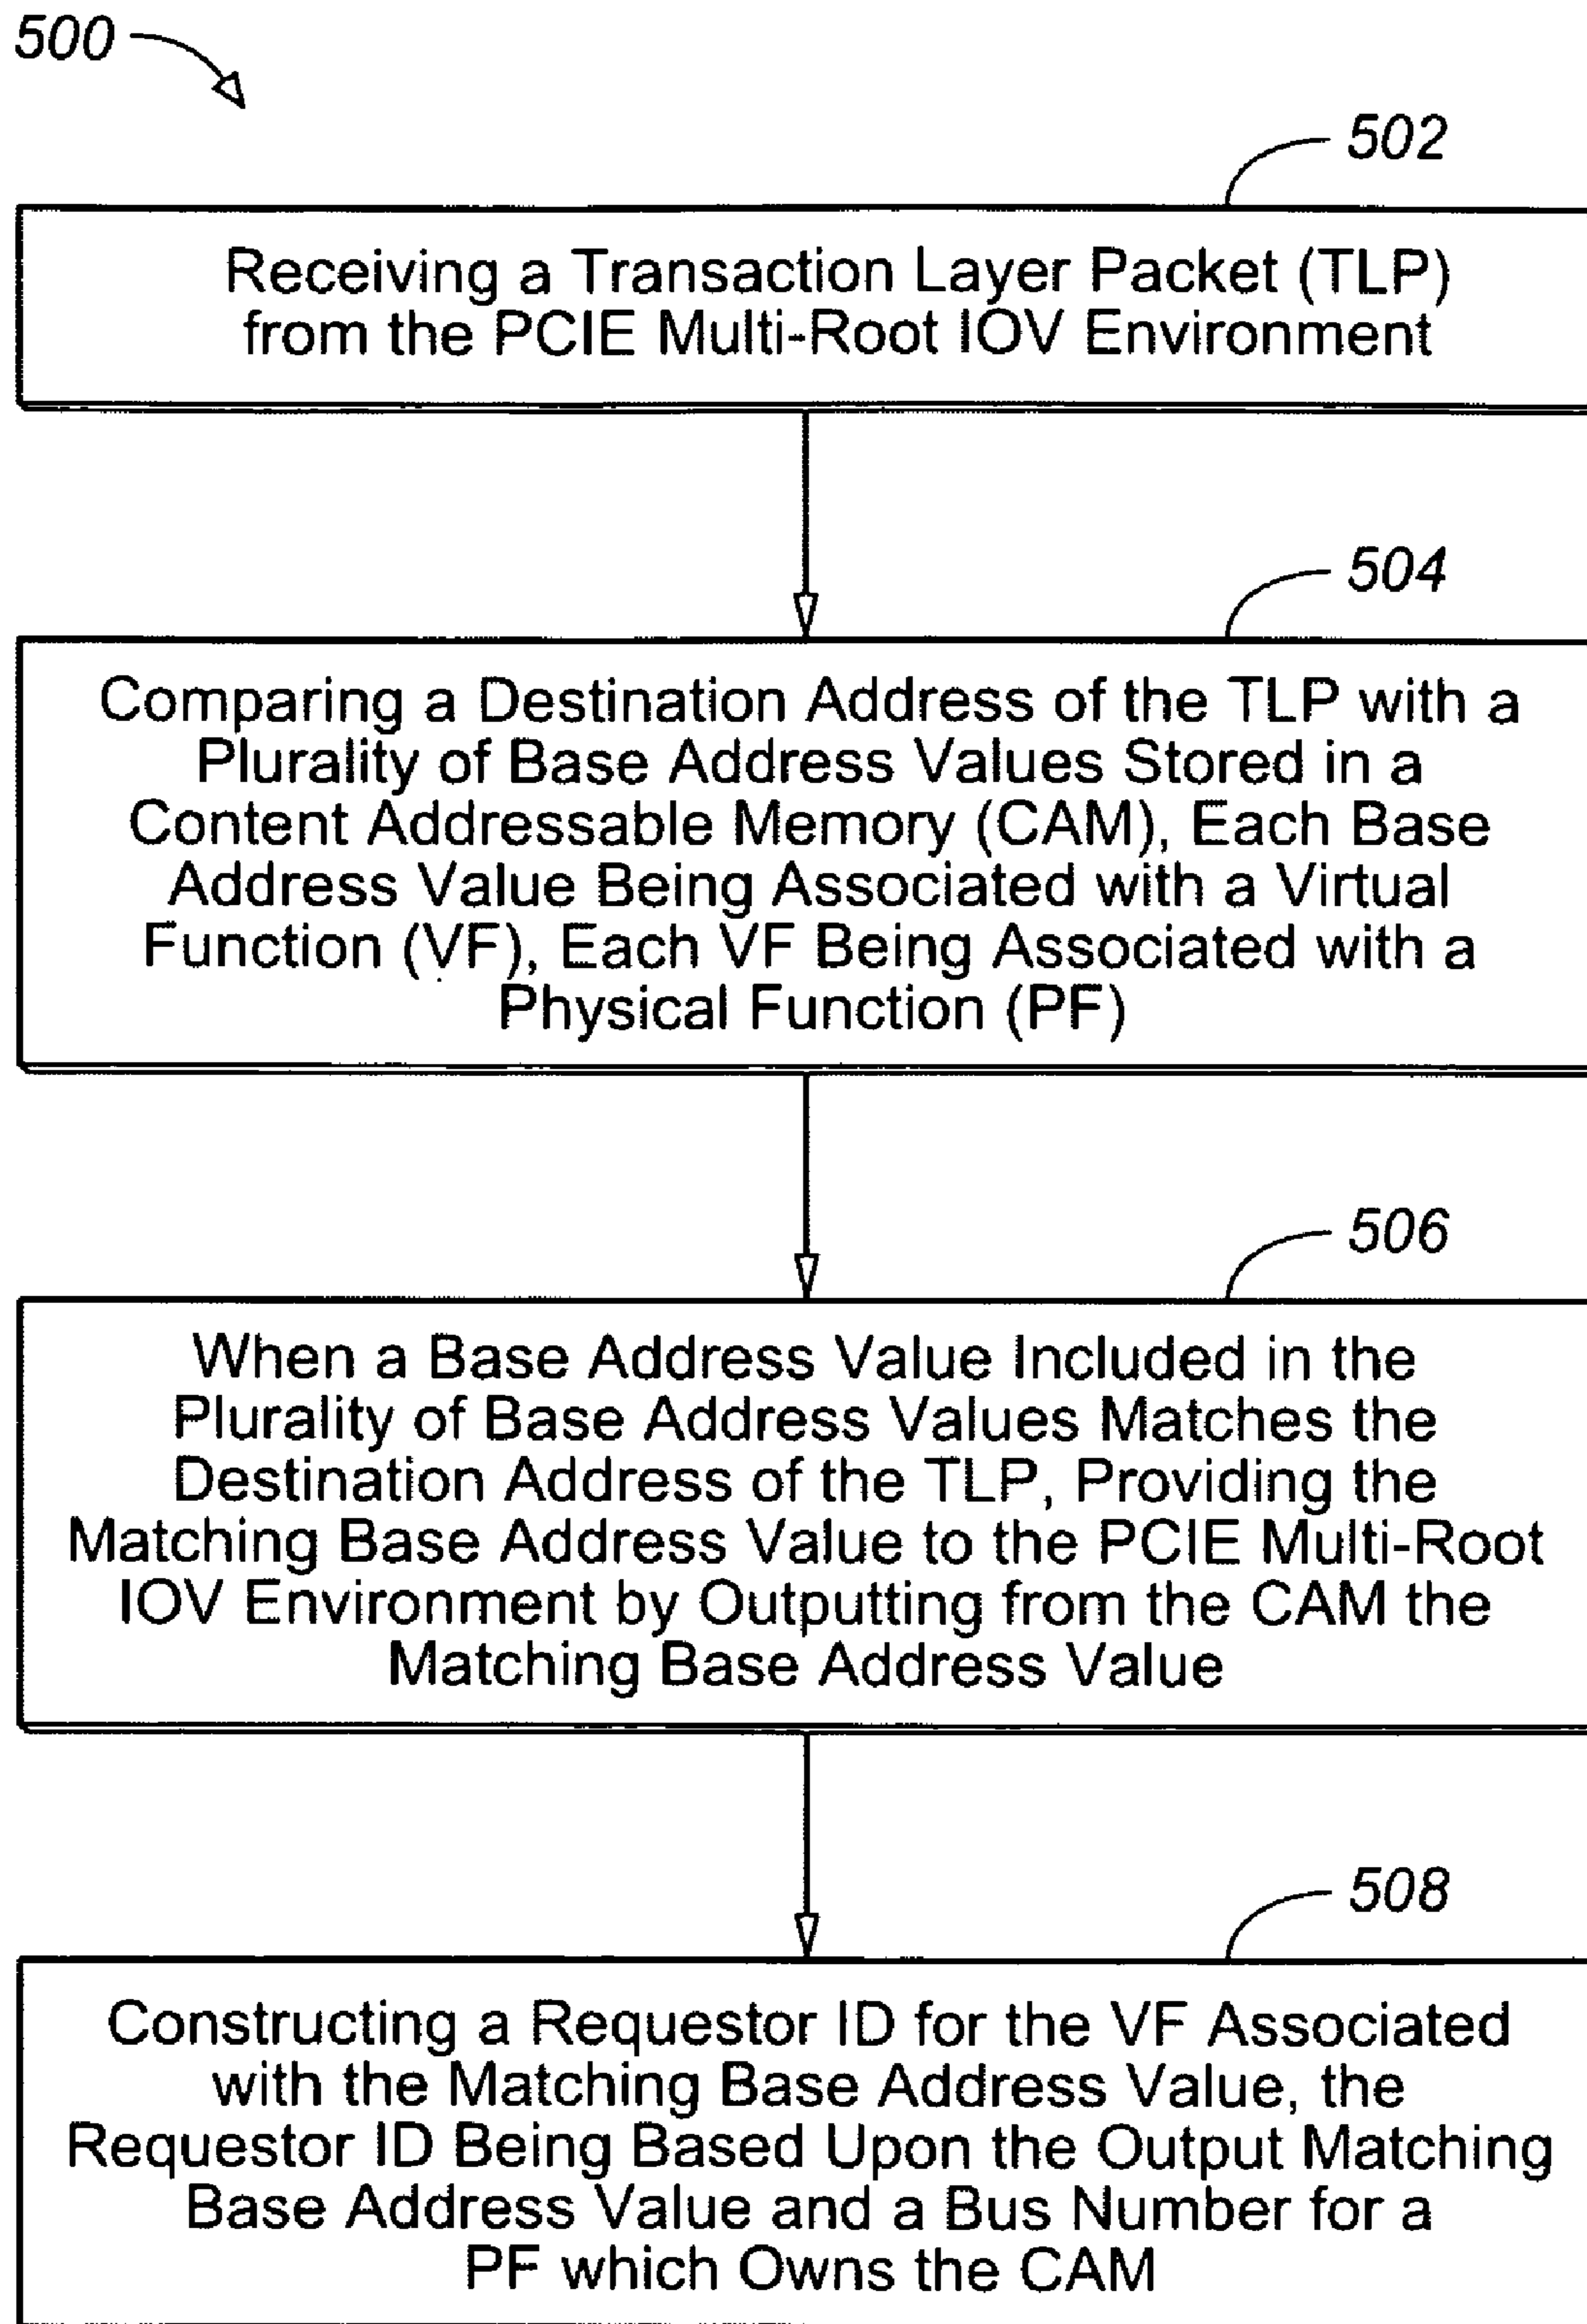 500
502
Receiving a Transaction Layer Packet (TLP)
from the PCIE Multi-Root IOV Environment
504
Comparing a Destination Address of the TLP with a
Plurality of Base Address Values Stored in a
Content Addressable Memory (CAM), Each Base
Address Value Being Associated with a Virtual
Function (VF), Each VF Being Associated with a
Physical Function (PF)
506
When a Base Address Value Included in the
Plurality of Base Address Values Matches the
Destination Address of the TLP, Providing the
Matching Base Address Value to the PCIE Multi-Root
IOV Environment by Outputting from the CAM the
Matching Base Address Value
508
Constructing a Requestor ID for the VF Associated
with the Matching Base Address Value, the
Requestor ID Being Based Upon the Output Matching
Base Address Value and a Bus Number for a
PF which Owns the CAM